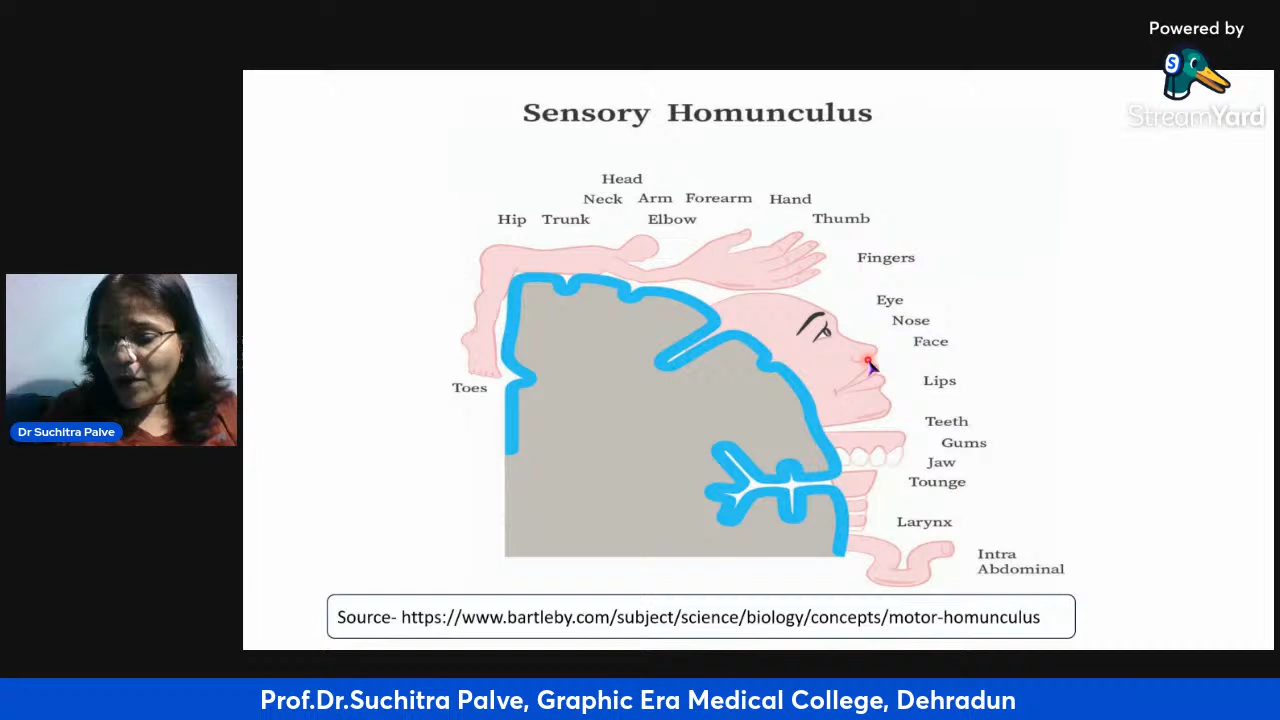 Powered by
S
StreamYard
Sensory Homunculus
Head
Neck Arm Forearm Hand
Hip Trunk Elbow Thumb
Fingers
Eye
Nose
Face
Lips
Toes
Teeth
Gums
Jaw
Tounge
Larynx
Intra
Abdominal
Dr Suchitra Palve
Source- https://www.bartleby.com/subject/science/biology/concepts/motor-homunculus
Prof.Dr.Suchitra Palve, Graphic Era Medical College, Dehradun